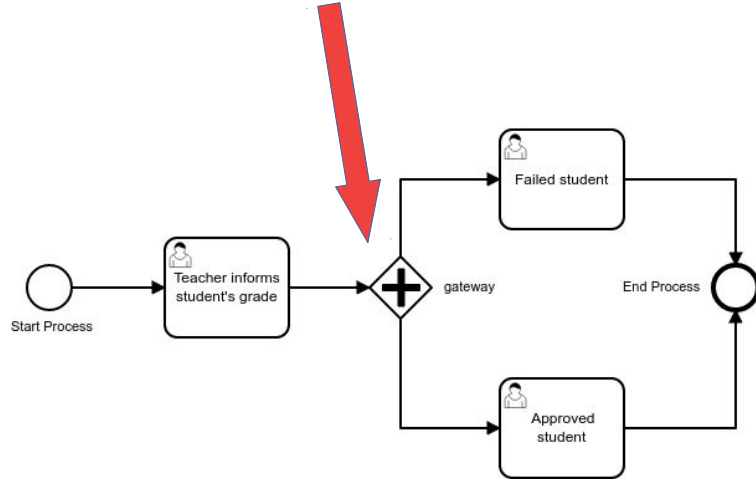 Failed student
Teacher informs
student's grade
gateway
End Process
Start Process
Approved
student